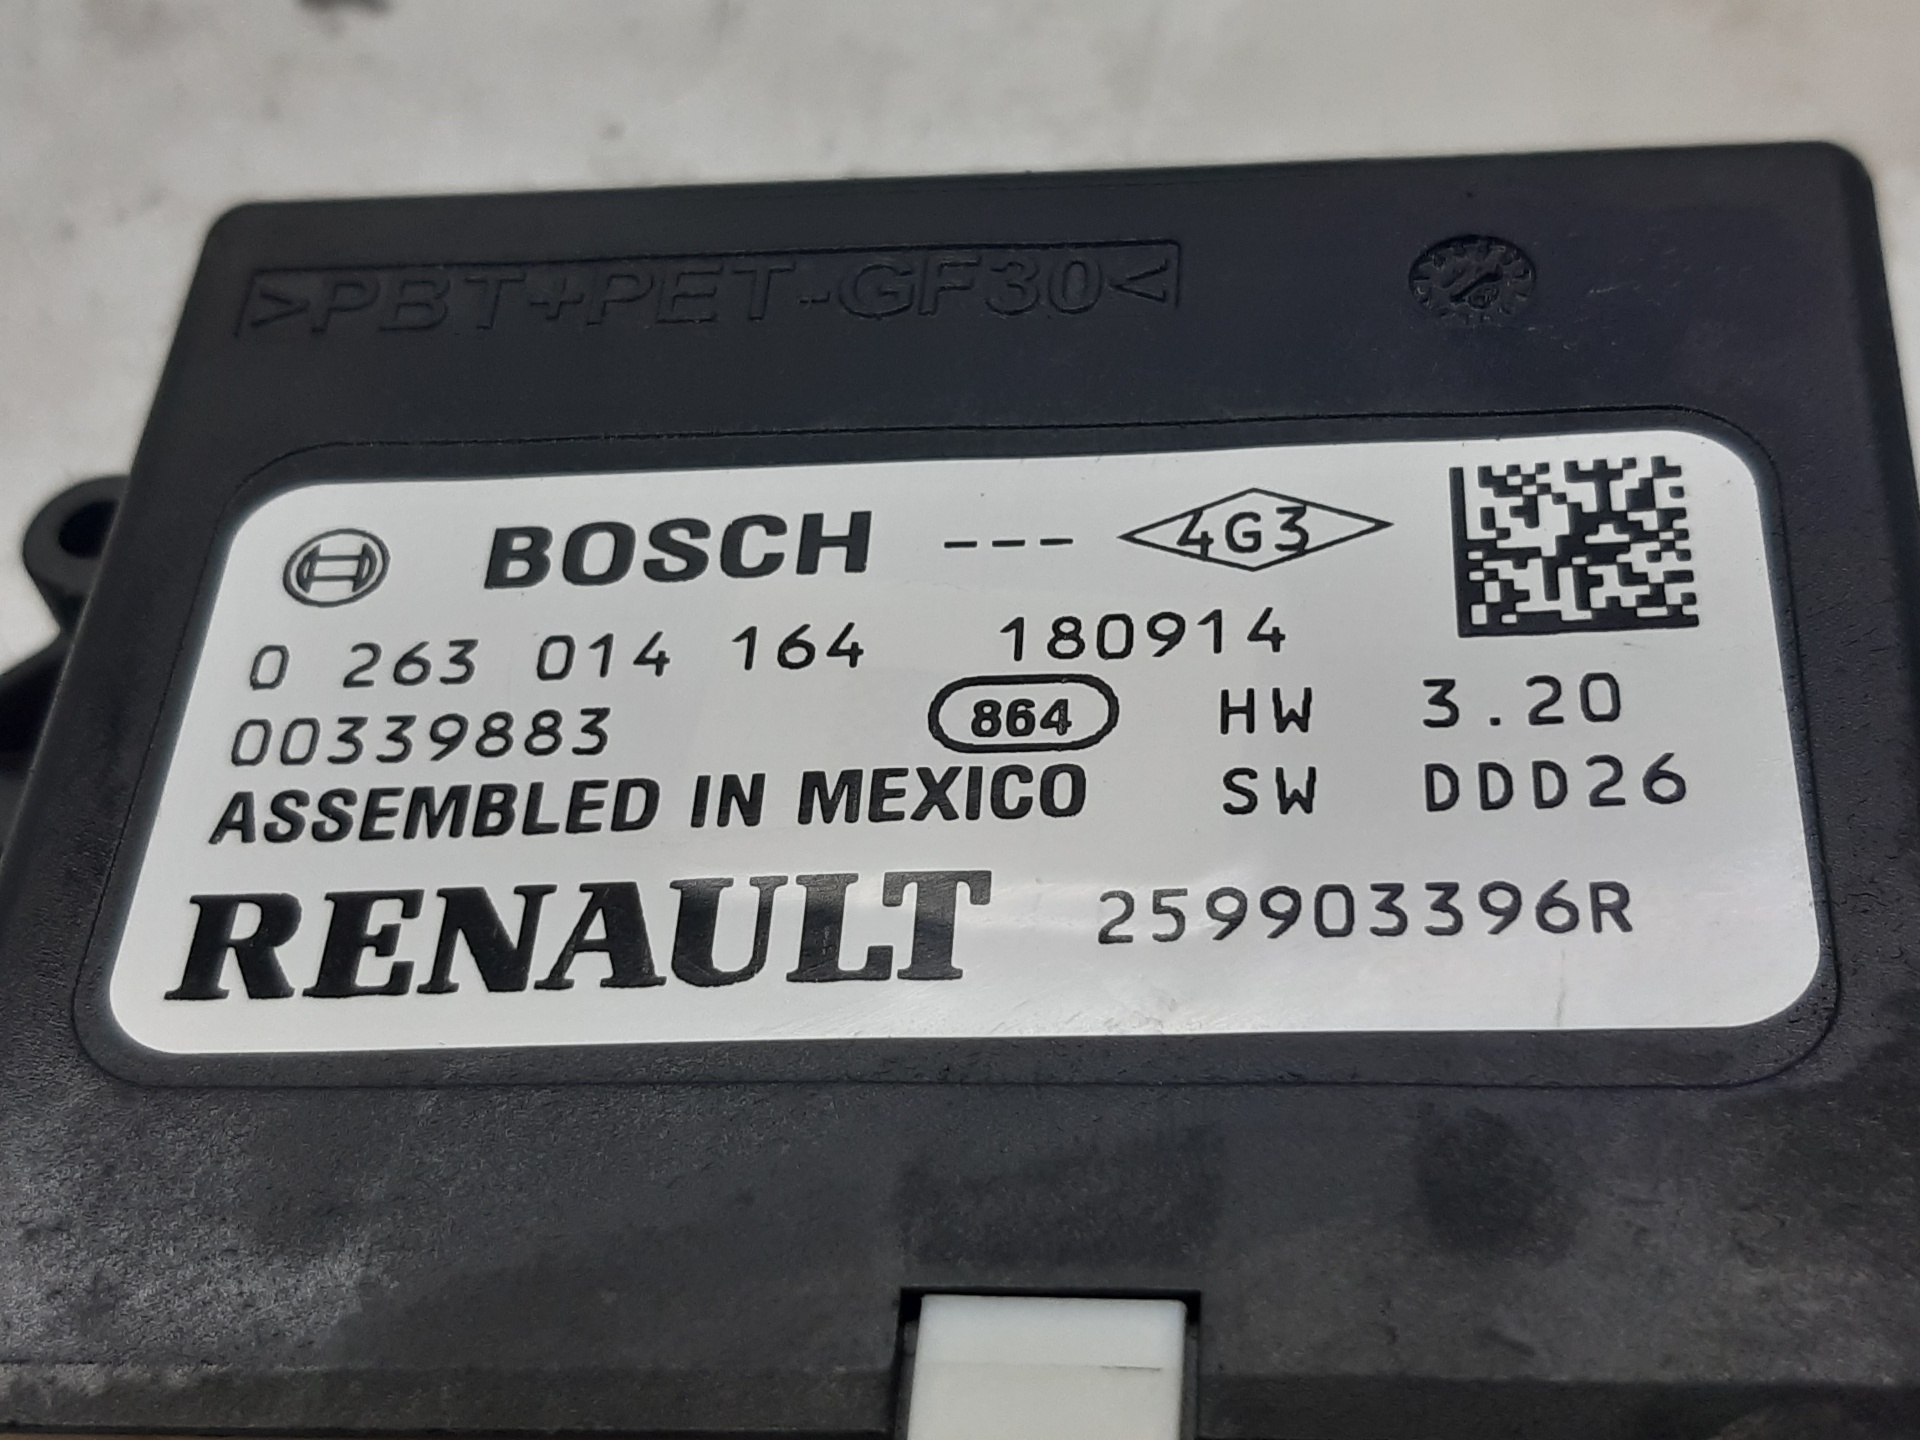 >PBT+PET-GF30<
BOSCH --- 4G3
0 263 014 164 180914
00339883 864 HW 3.20
ASSEMBLED IN MEXICO SW DDD26
RENAULT 259903396R